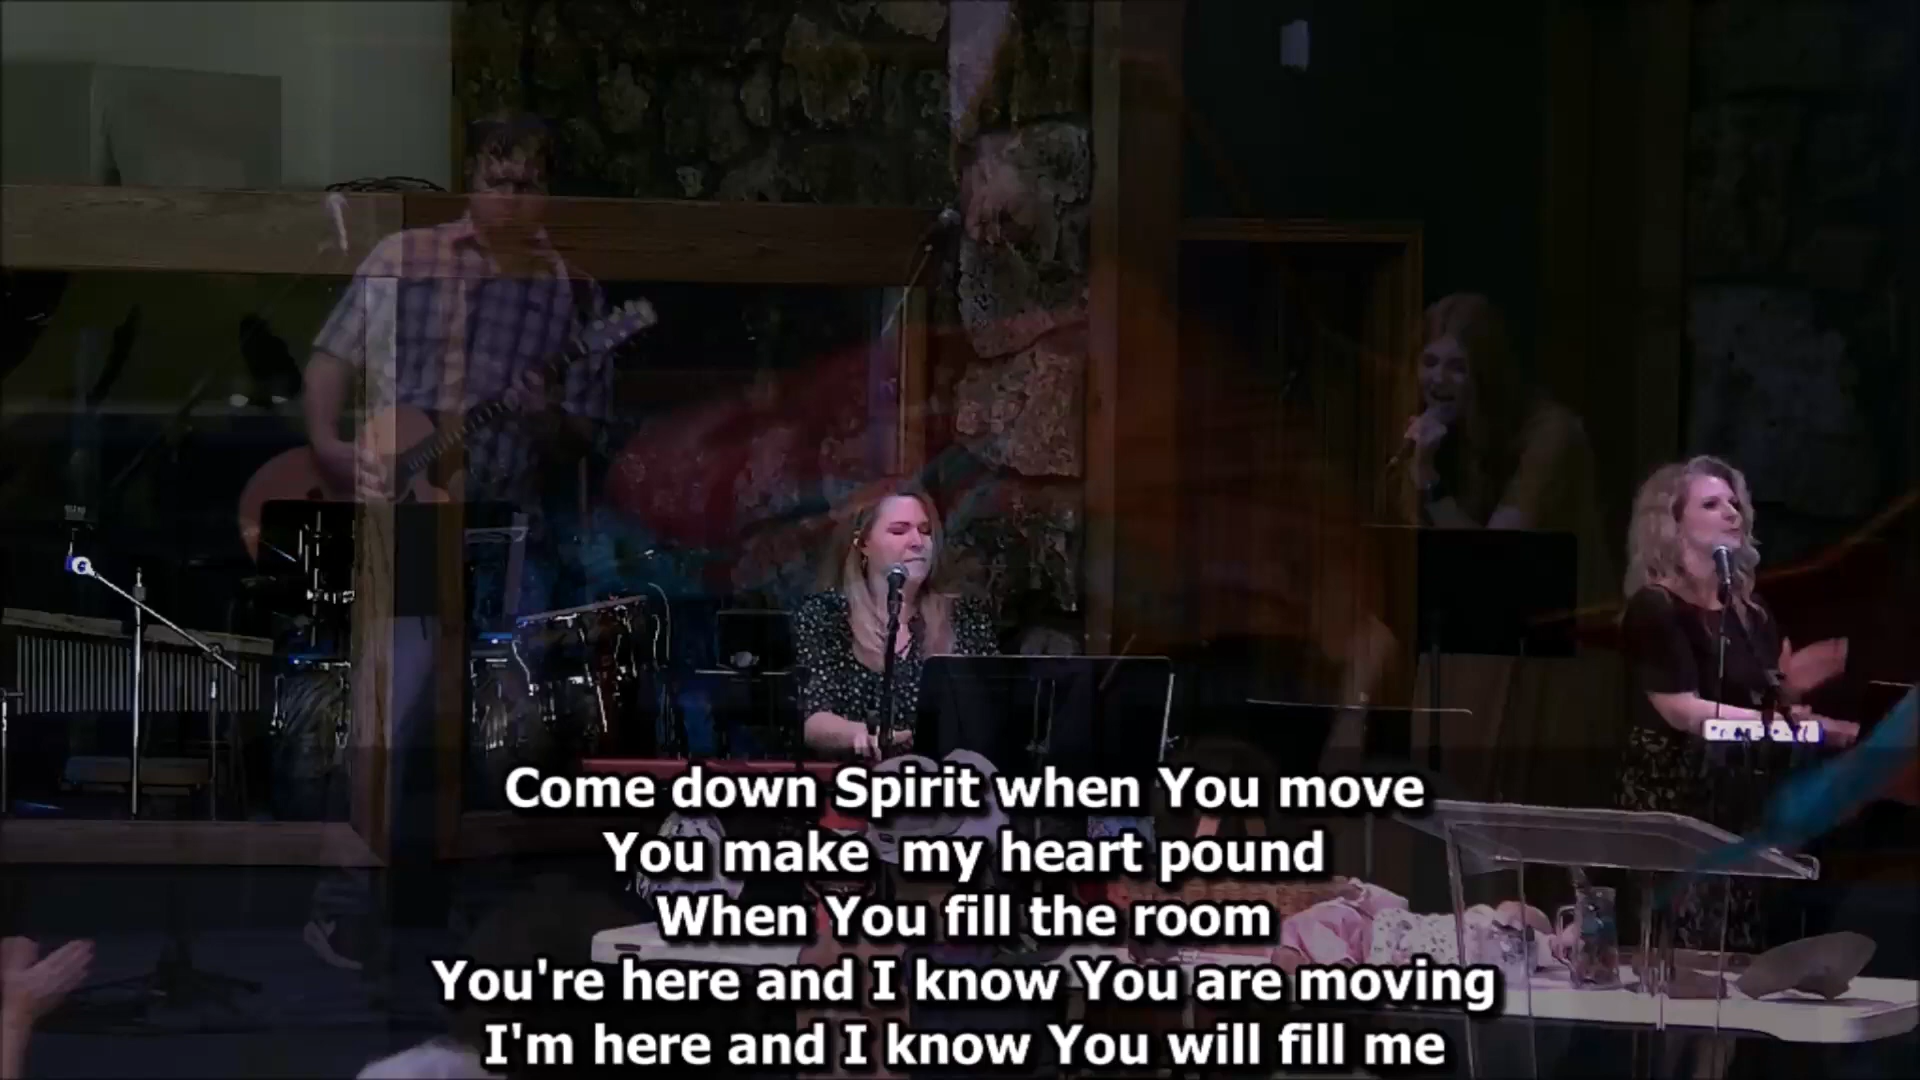 Come down Spirit when You move
You make  my heart pound
When You fill the room
You're here and I know You are moving
I'm here and I know You will fill me